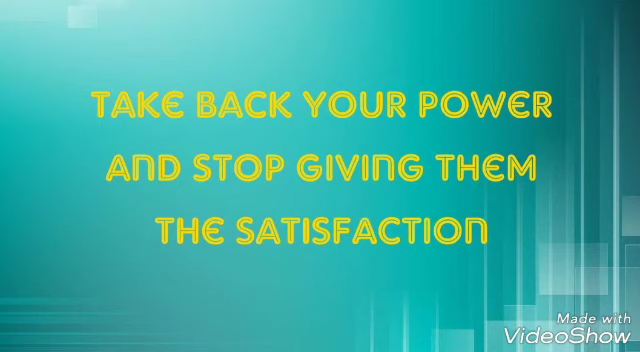 TAKE BACK YOUR POWER
AND STOP GIVING THEM
THE SATISFACTION
Made with
VideoShow